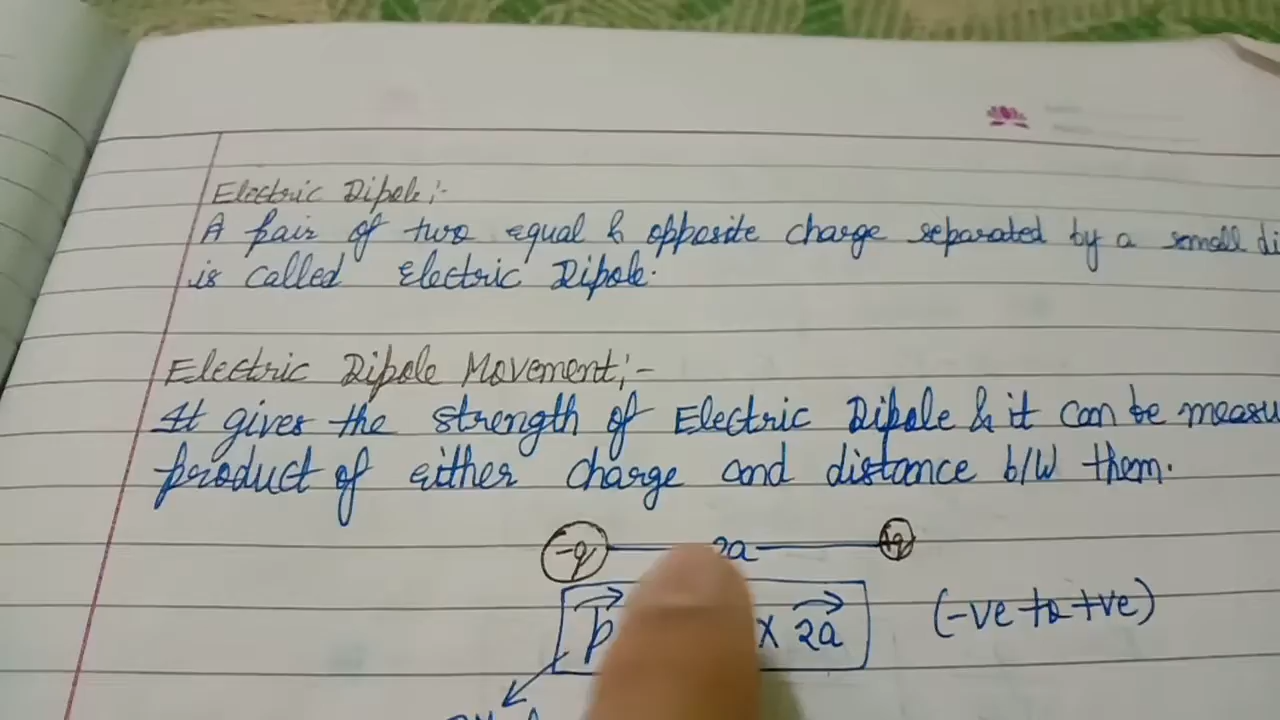 Electric Dipole:-
A pair of two equal & opposite charge separated by a small
is called Electric Dipole.
Electric Dipole Movement:-
It gives the strength of Electric Dipole & it can be
product of either charge and distance b/w them.
-q 2a +q
p⃗ x 2a⃗ (-ve to +ve)